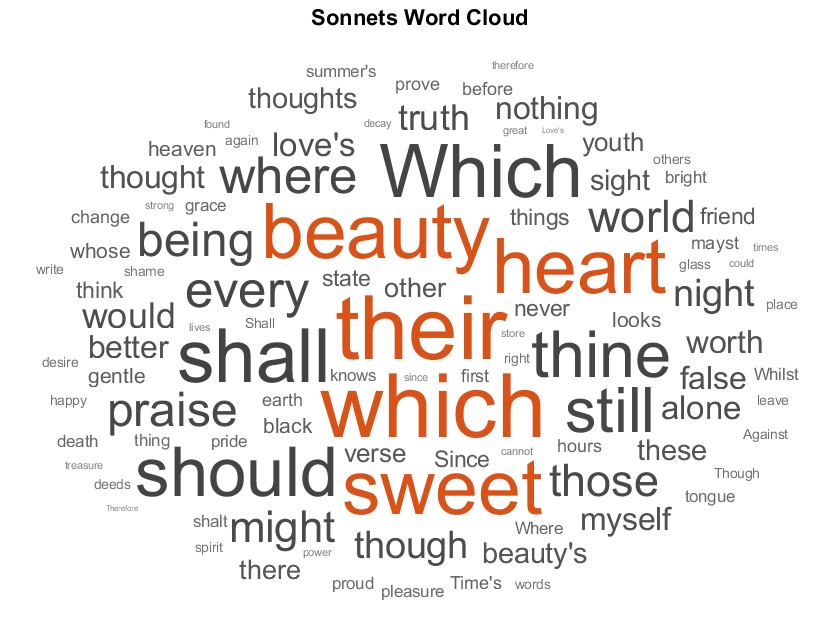 Sonnets Word Cloud
therefore
summer's
prove
before
thoughts
nothing
found
decay
truth
great
Love's
again
love's
youth
heaven
Which
others
thought
where
sight
bright
strong
grace
beauty
things
world
friend
change
being
heart
mayst
times
whose
write
shame
glass
could
think
every
state
other
night
place
would
lives
Shall
their
never
looks
store
better
shall
right
thine
worth
desire
gentle
knows
since
first
false
Whilst
happy
praise
earth
which
still
alone
leave
black
death
thing
pride
Against
treasure
should
verse
Since
cannot
hours
these
deeds
sweet
those
Though
tongue
Therefore
shalt
might
Where
myself
spirit
power
though
beauty's
there
proud
pleasure
Time's
words